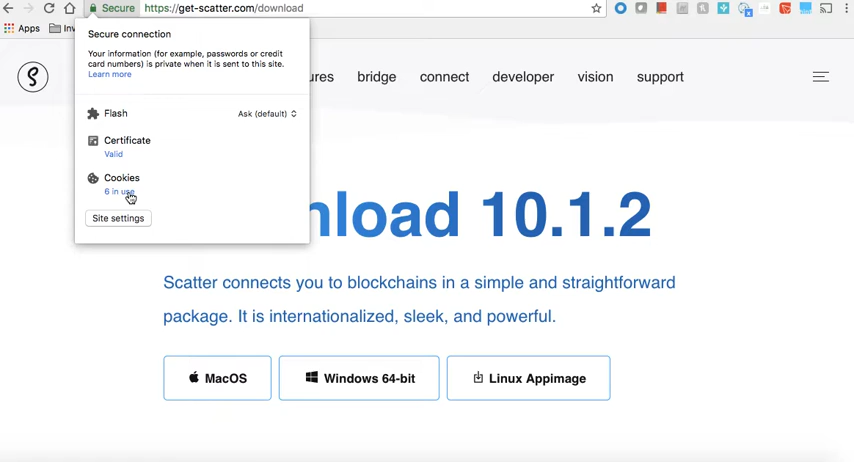 Secure https://get-scatter.com/download
Apps
Secure connection
Your information (for example, passwords or credit
card numbers) is private when it is sent to this site.
Learn more
Flash Ask (default)
Certificate
Valid
Cookies
6 in use
Site settings
bridge connect developer vision support
nload 10.1.2
Scatter connects you to blockchains in a simple and straightforward
package. It is internationalized, sleek, and powerful.
MacOS Windows 64-bit Linux Appimage